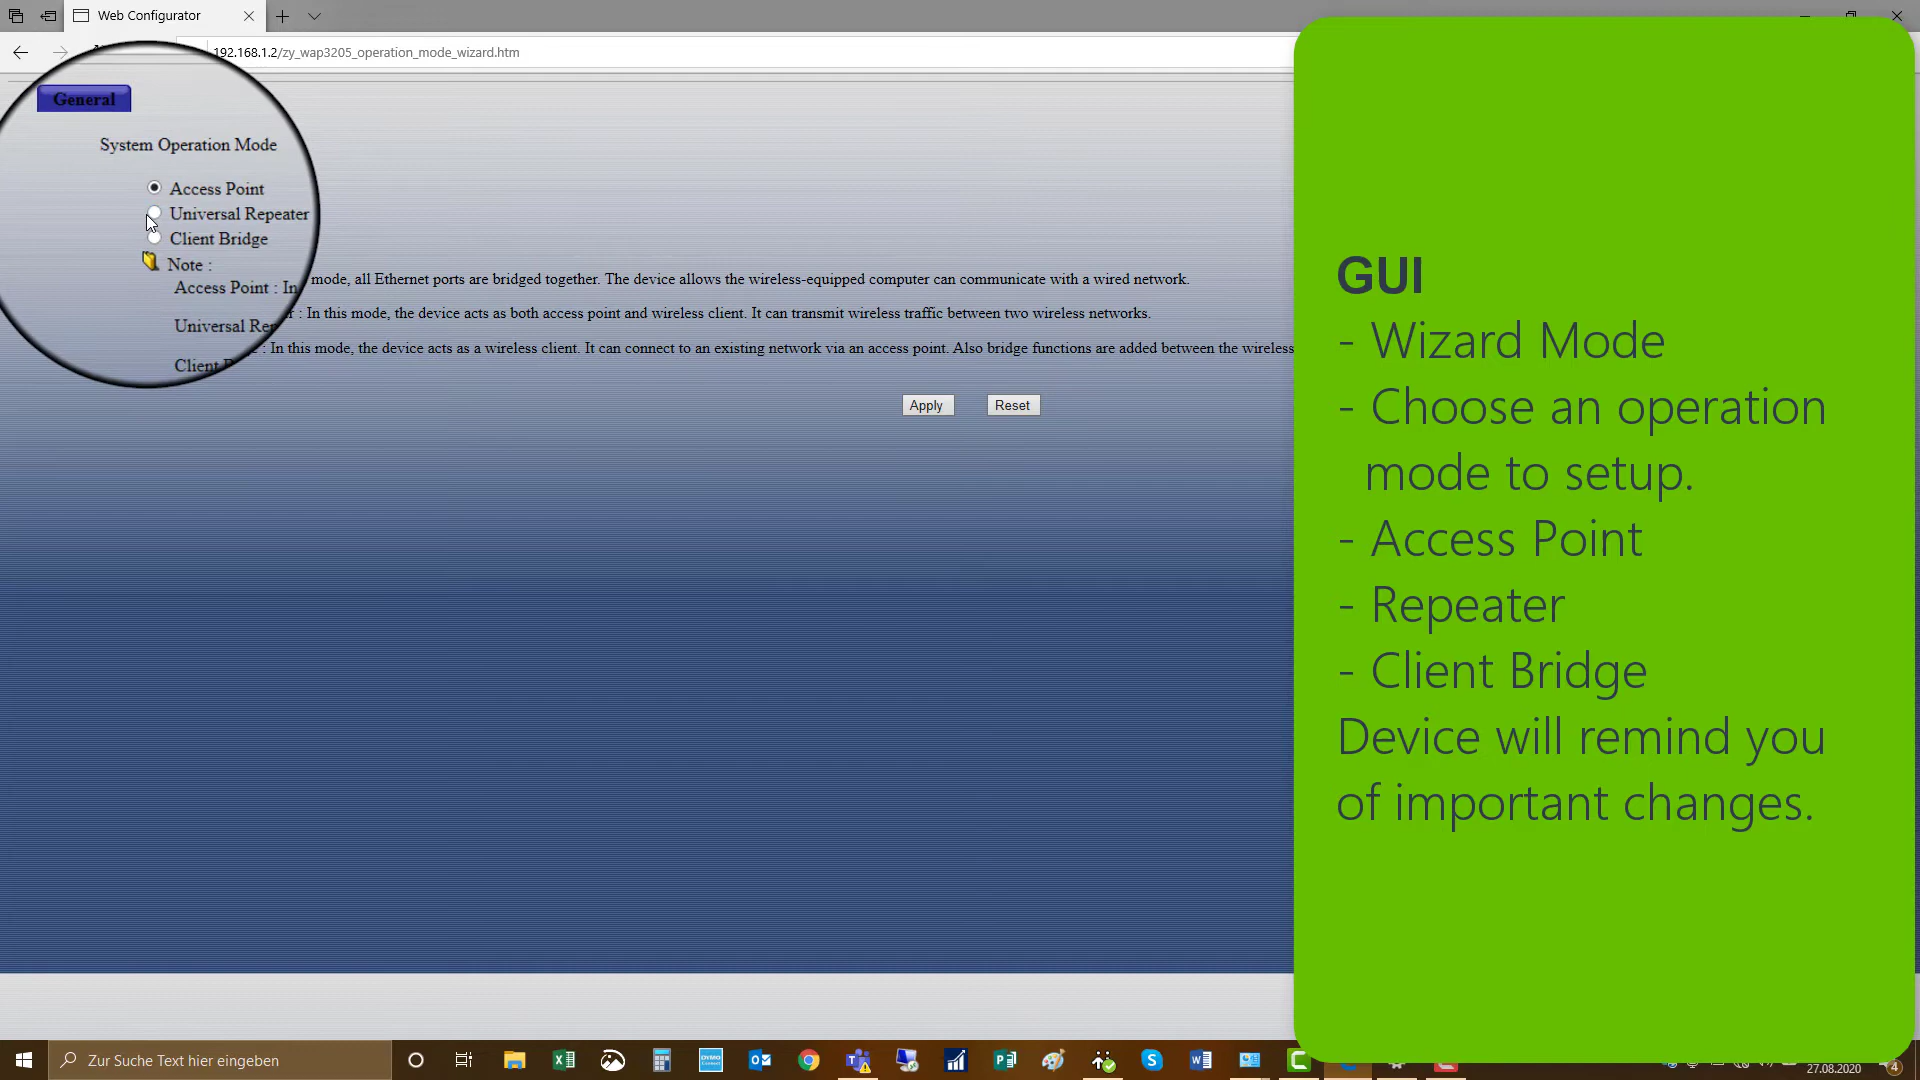 Web Configurator
192.168.1.2/zy_wap3205_operation_mode_wizard.htm
General
System Operation Mode
Access Point
Universal Repeater
Client Bridge
Note :
Access Point : In mode, all Ethernet ports are bridged together. The device allows the wireless-equipped computer can communicate with a wired network.
Universal Rep : In this mode, the device acts as both access point and wireless client. It can transmit wireless traffic between two wireless networks.
Client : In this mode, the device acts as a wireless client. It can connect to an existing network via an access point. Also bridge functions are added between the wireless
Apply Reset
GUI
- Wizard Mode
- Choose an operation
mode to setup.
- Access Point
- Repeater
- Client Bridge
Device will remind you
of important changes.
Zur Suche Text hier eingeben
DYMO
27.08.2020
4